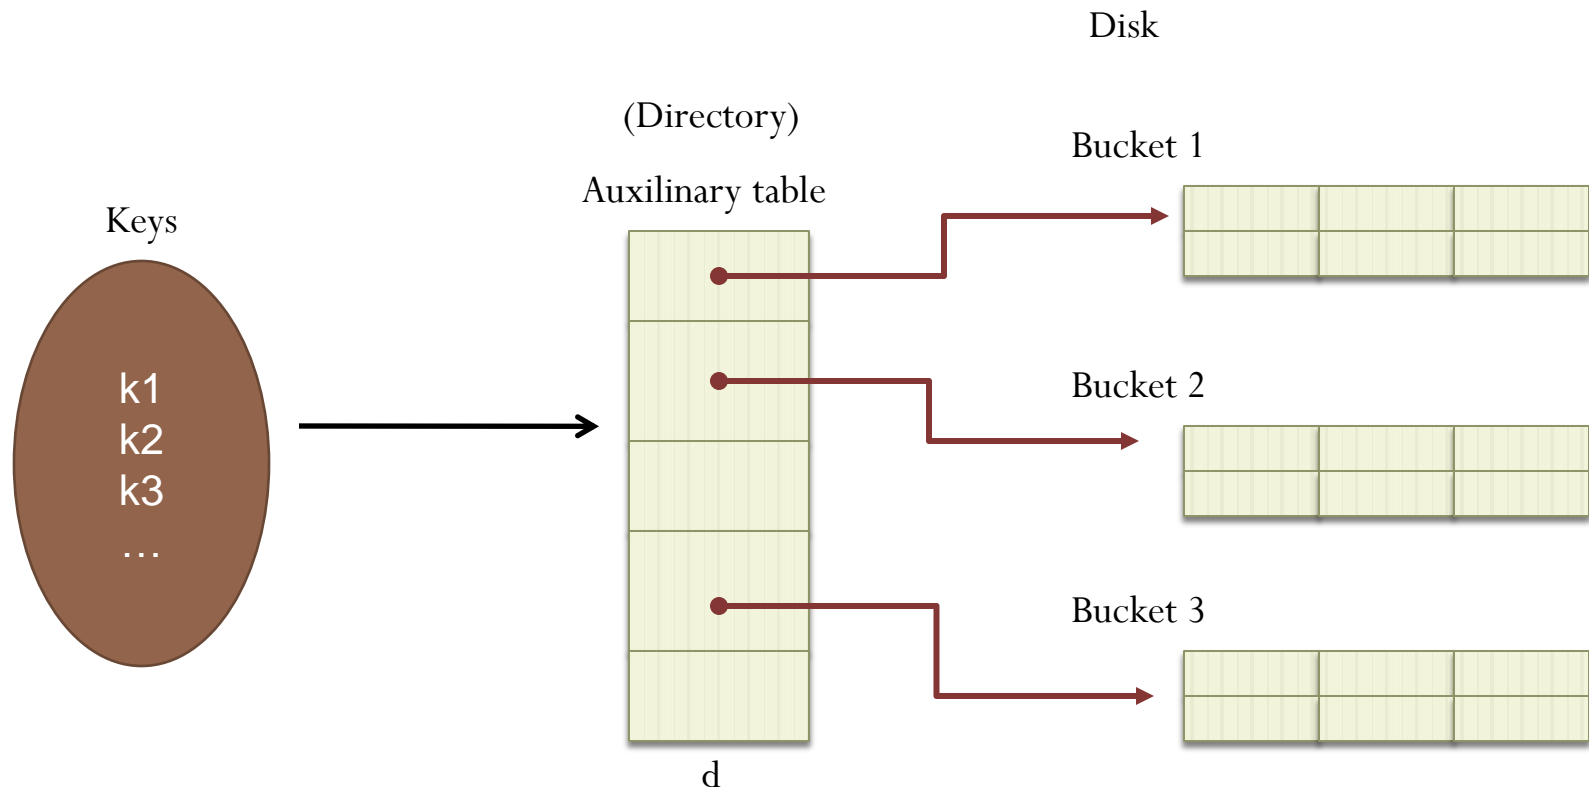 Disk
(Directory)
Auxilinary table
Keys
k1
k2
k3
…
d
Bucket 1
Bucket 2
Bucket 3